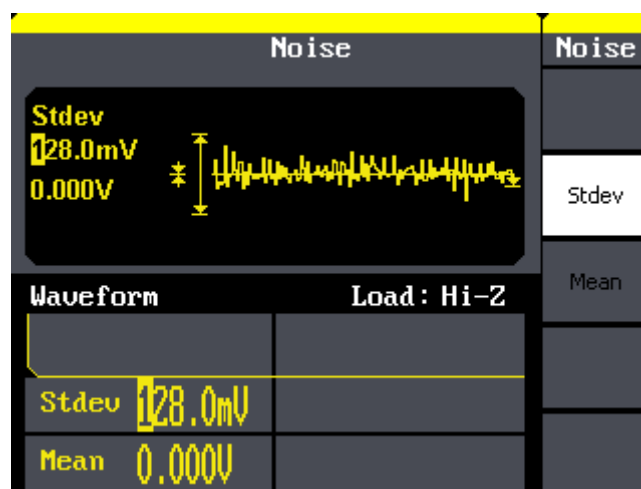 Noise
Noise
Stdev
128.0mV
0.000V
Stdev
Mean
Waveform Load: Hi-Z
Stdev 128.0mV
Mean 0.000V